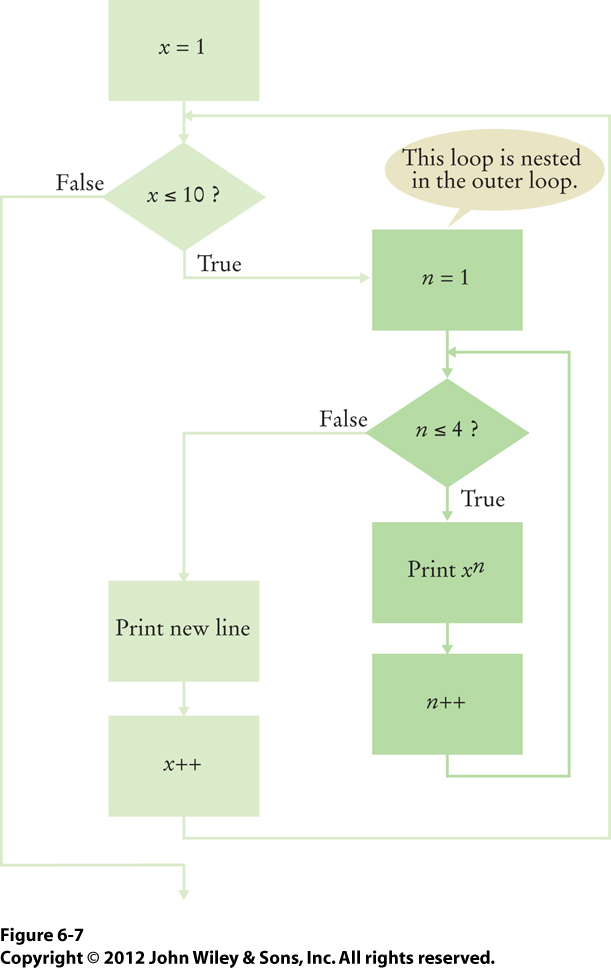 x = 1
This loop is nested
in the outer loop.
False
x ≤ 10 ?
True
n = 1
False
n ≤ 4 ?
True
Print xⁿ
Print new line
n++
x++
Figure 6-7
Copyright © 2012 John Wiley & Sons, Inc. All rights reserved.